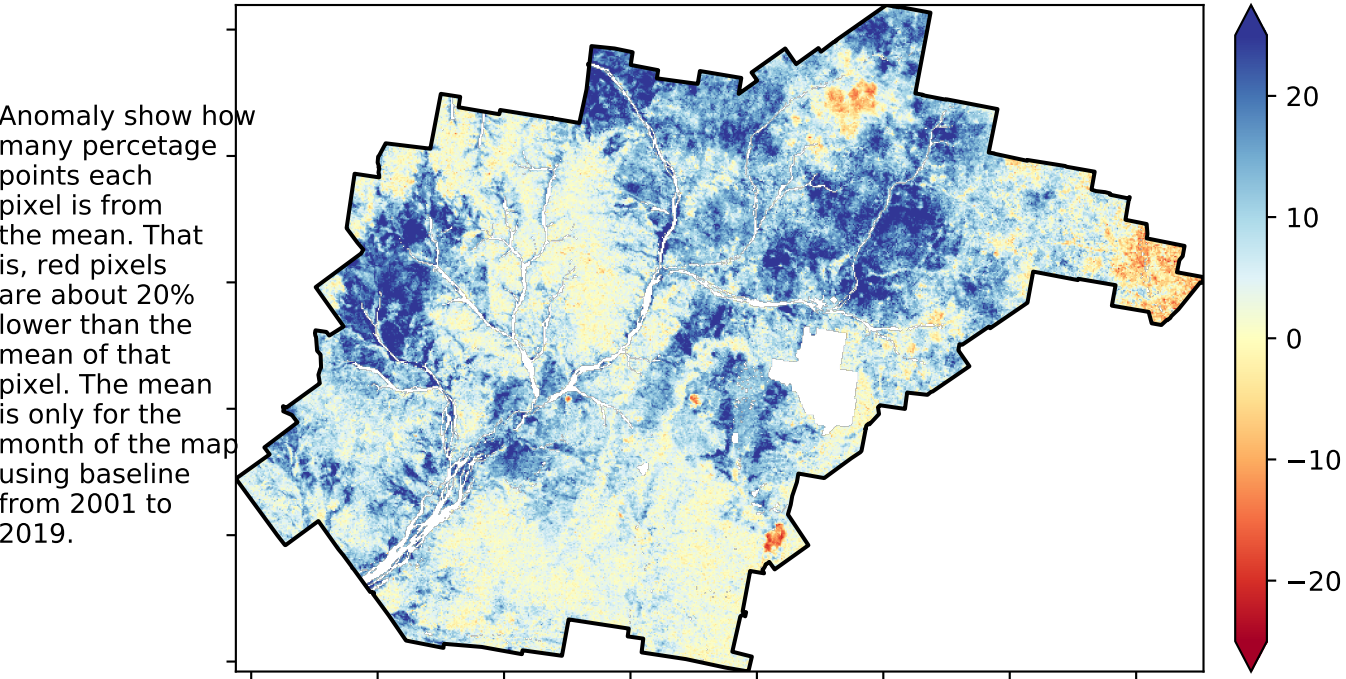 Anomaly show how
many percetage
points each
pixel is from
the mean. That
is, red pixels
are about 20%
lower than the
mean of that
pixel. The mean
is only for the
month of the map
using baseline
from 2001 to
2019.
20
10
0
−10
−20